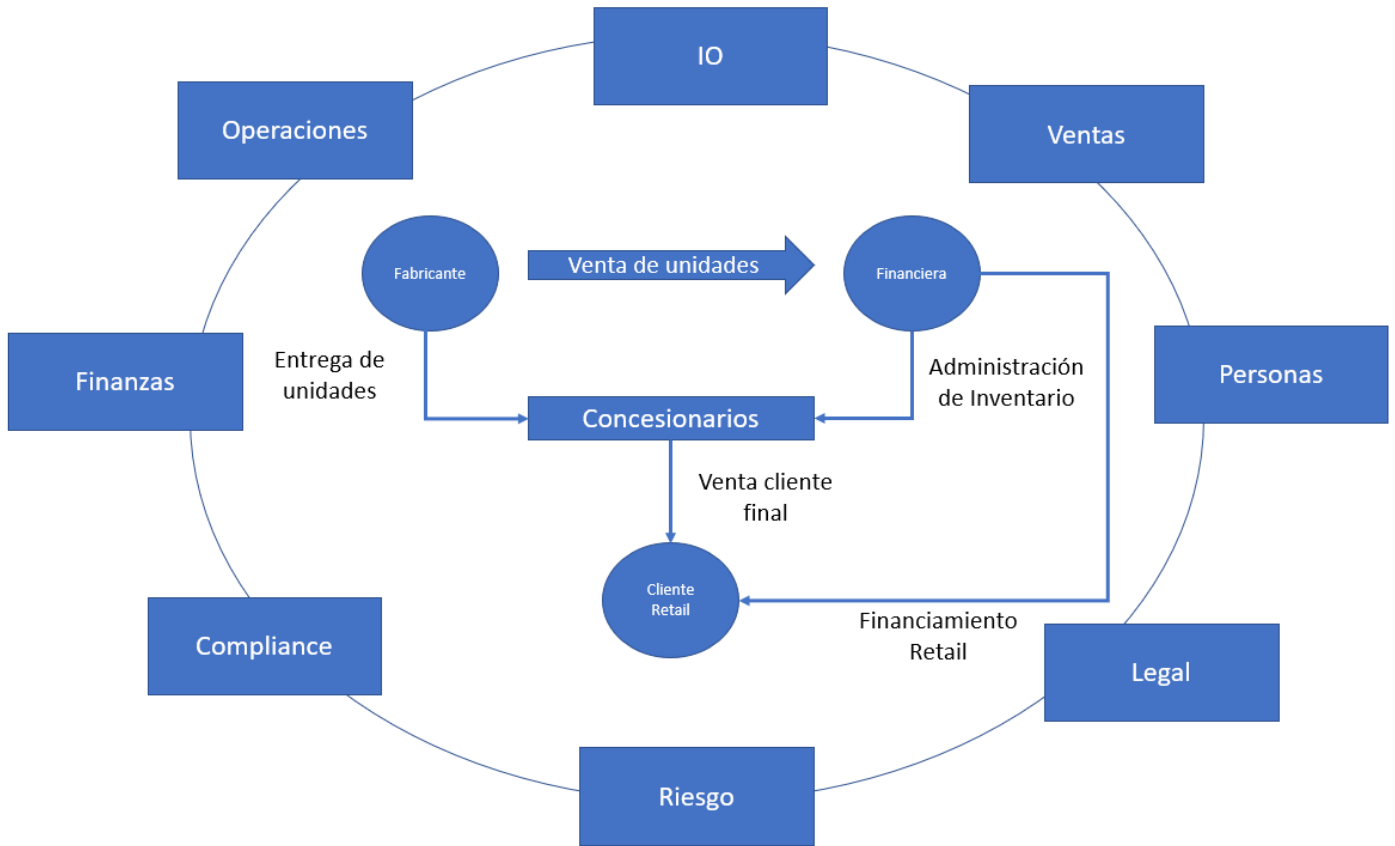 IO
Operaciones
Ventas
Fabricante
Venta de unidades
Financiera
Entrega de
unidades
Administración
de Inventario
Finanzas
Personas
Concesionarios
Venta cliente
final
Cliente
Retail
Financiamiento
Retail
Compliance
Legal
Riesgo